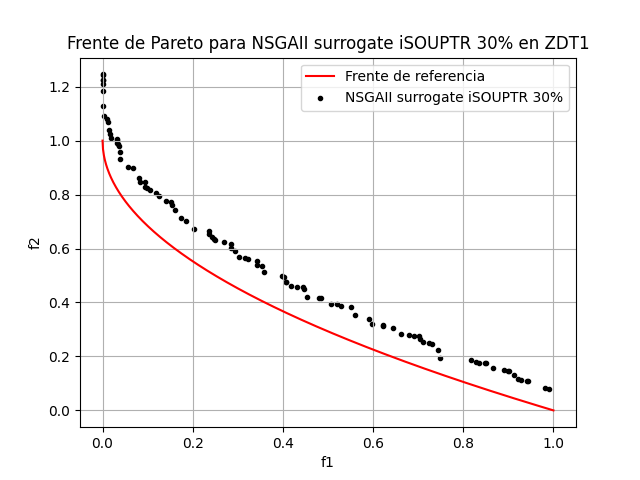 Frente de Pareto para NSGAII surrogate iSOUPTR 30% en ZDT1
Frente de referencia
NSGAII surrogate iSOUPTR 30%
f2
1.2
1.0
0.8
0.6
0.4
0.2
0.0
0.0 0.2 0.4 0.6 0.8 1.0
f1